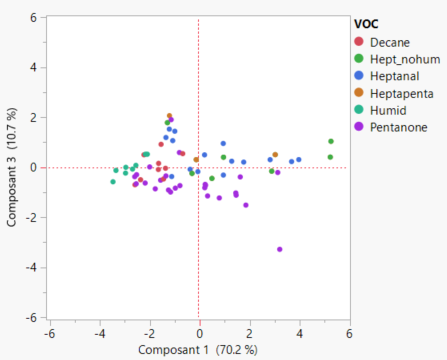 VOC
Decane
Hept_nohum
Heptanal
Heptapenta
Humid
Pentanone
6
4
2
0
-2
-4
-6
Composant 3 (10.7 %)
-6 -4 -2 0 2 4 6
Composant 1 (70.2 %)